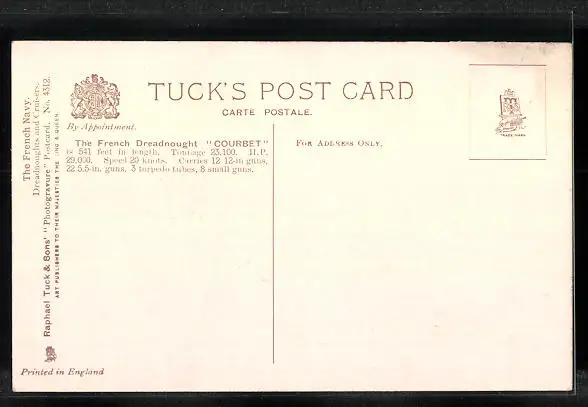 TUCK'S POST CARD
CARTE POSTALE.
By Appointment.
The French Dreadnought "COURBET"
is 541 feet in length. Tonnage 23,100. H.P.
29,000. Speed 20 knots. Carries 12 12-in guns,
22 5.5-in. guns, 3 torpedo tubes, 8 small guns.
FOR ADDRESS ONLY.
TRADE MARK
The French Navy.
Dreadnoughts and Cruisers.
Raphael Tuck & Sons' "Photogravure" Postcard. No. 4312.
ART PUBLISHERS TO THEIR MAJESTIES THE KING & QUEEN.
Printed in England